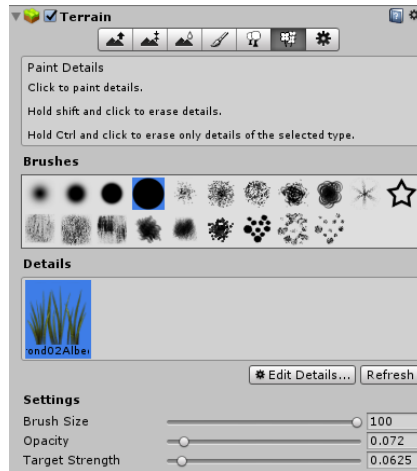 Terrain
Paint Details
Click to paint details.
Hold shift and click to erase details.
Hold Ctrl and click to erase only details of the selected type.
Brushes
Details
rond02Albe
Edit Details... Refresh
Settings
Brush Size 100
Opacity 0.072
Target Strength 0.0625